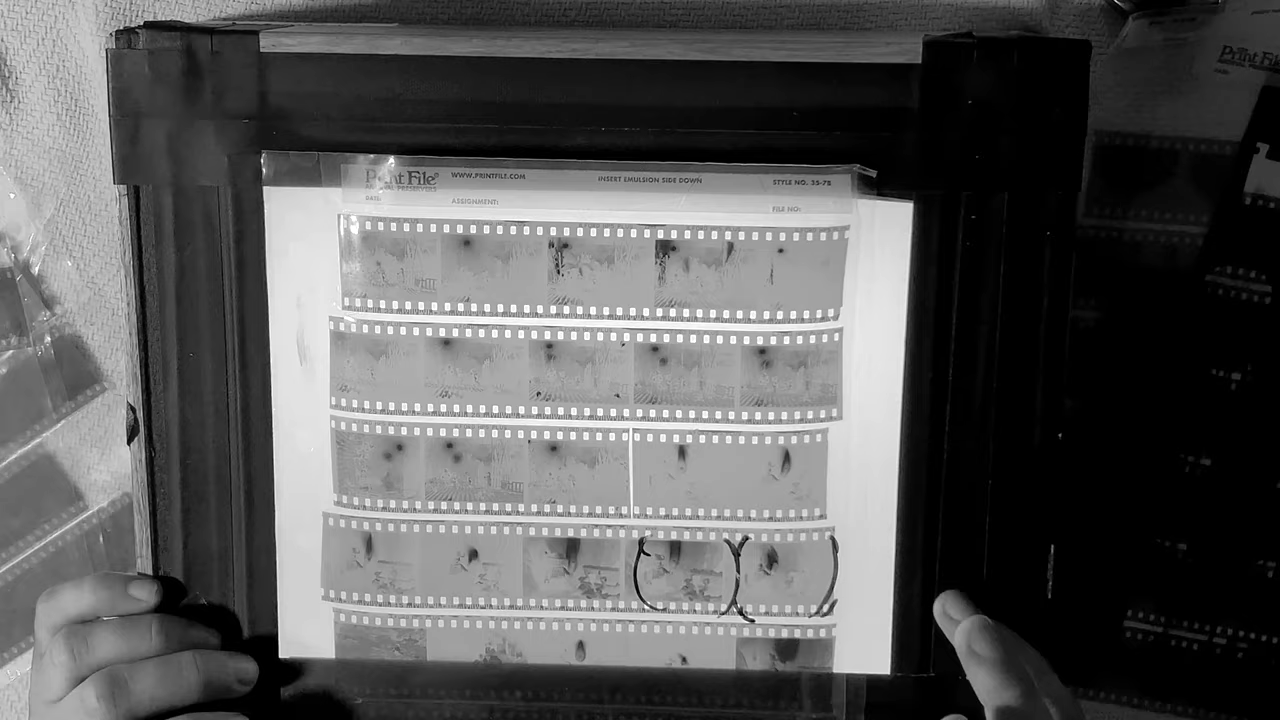 Print File® WWW.PRINTFILE.COM INSERT EMULSION SIDE DOWN STYLE NO. 35-7B
ARCHIVAL PRESERVERS
DATE: ASSIGNMENT: FILE NO:
Print File